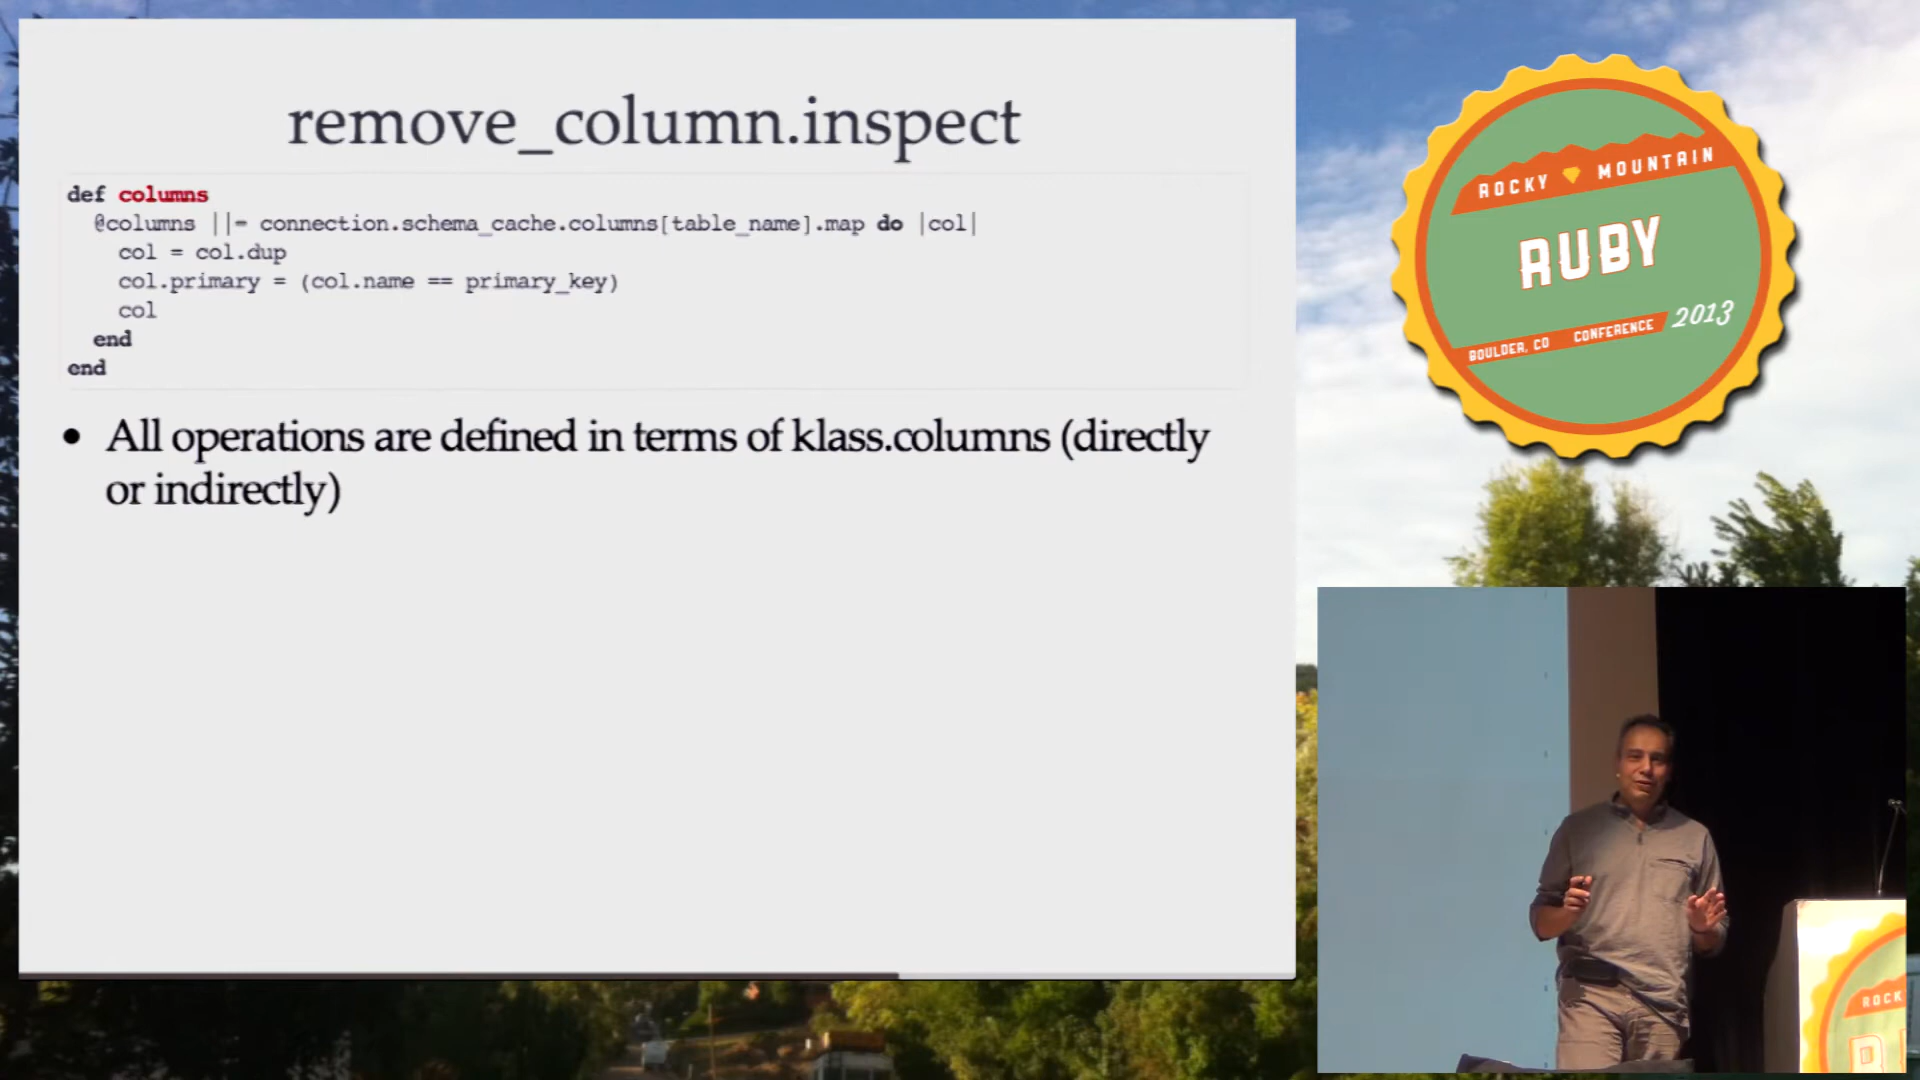 remove_column.inspect
def columns
@columns ||= connection.schema_cache.columns[table_name].map do |col|
col = col.dup
col.primary = (col.name == primary_key)
col
end
end
• All operations are defined in terms of klass.columns (directly
or indirectly)
ROCKY MOUNTAIN
RUBY
BOULDER, CO CONFERENCE 2013
ROCK
R